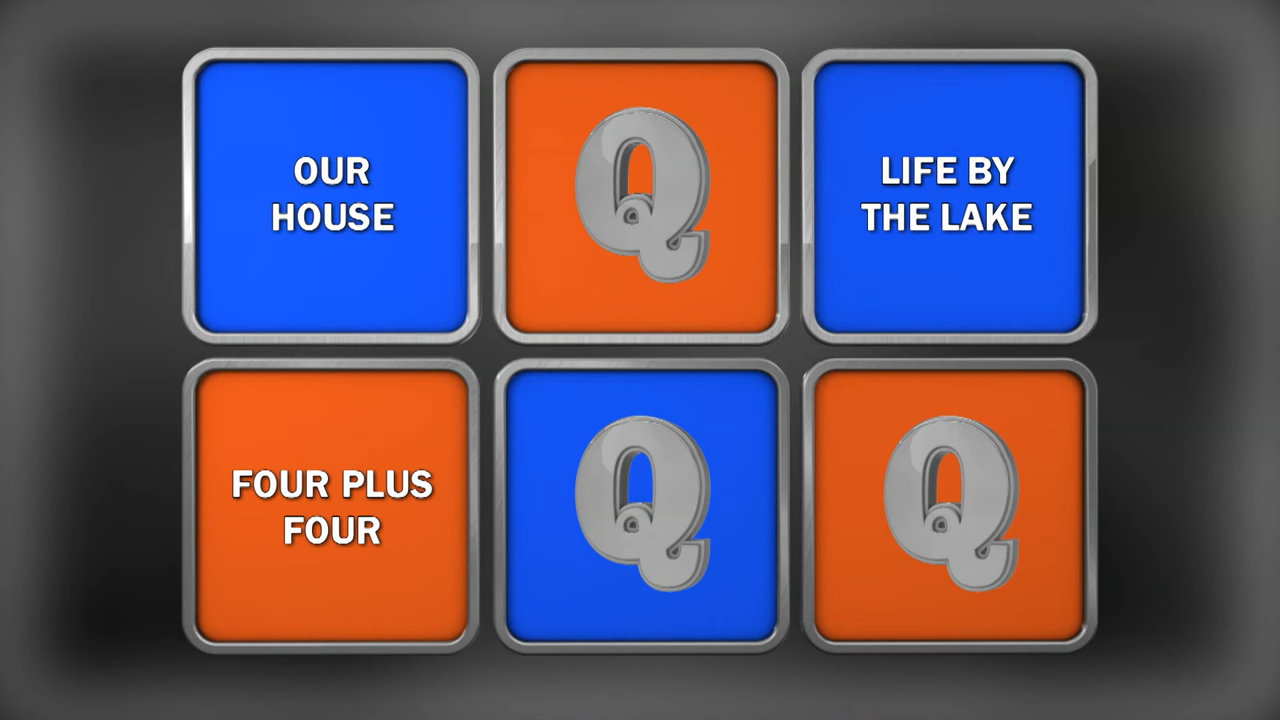 OUR
HOUSE
Q
LIFE BY
THE LAKE
FOUR PLUS
FOUR
Q
Q